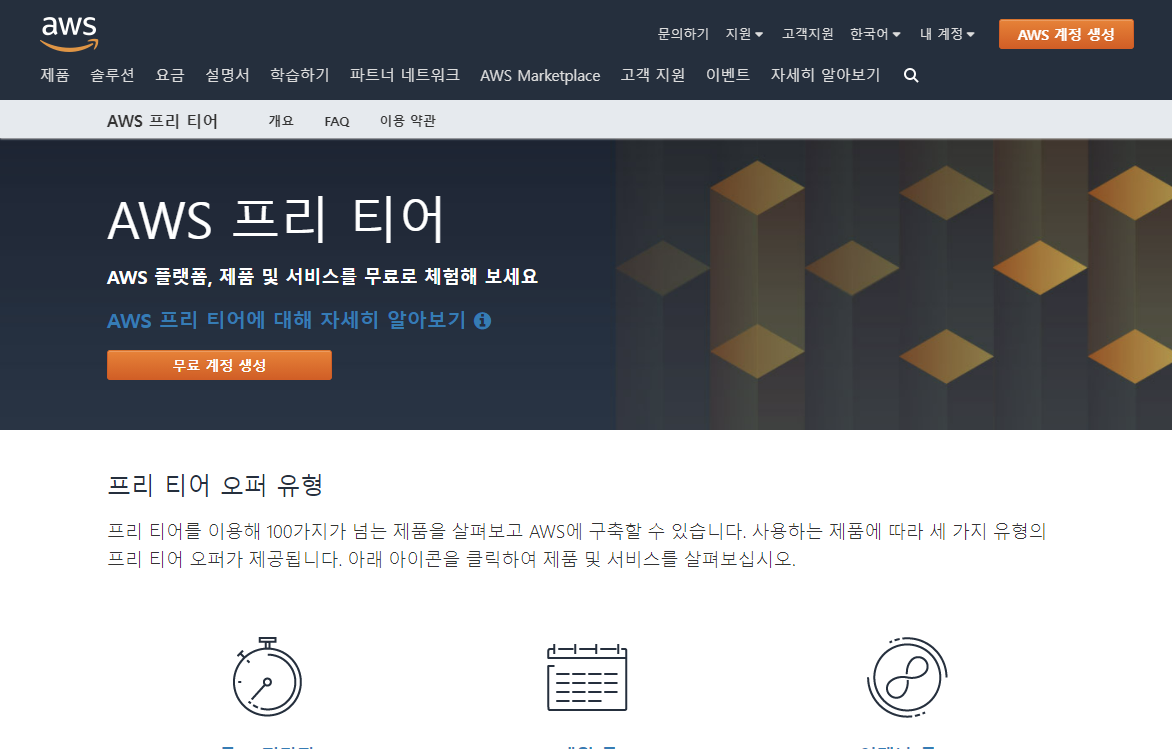 aws
문의하기 지원 고객지원 한국어 내 계정 AWS 계정 생성
제품 솔루션 요금 설명서 학습하기 파트너 네트워크 AWS Marketplace 고객 지원 이벤트 자세히 알아보기
AWS 프리 티어 개요 FAQ 이용 약관
AWS 프리 티어
AWS 플랫폼, 제품 및 서비스를 무료로 체험해 보세요
AWS 프리 티어에 대해 자세히 알아보기
무료 계정 생성
프리 티어 오퍼 유형
프리 티어를 이용해 100가지가 넘는 제품을 살펴보고 AWS에 구축할 수 있습니다. 사용하는 제품에 따라 세 가지 유형의
프리 티어 오퍼가 제공됩니다. 아래 아이콘을 클릭하여 제품 및 서비스를 살펴보십시오.